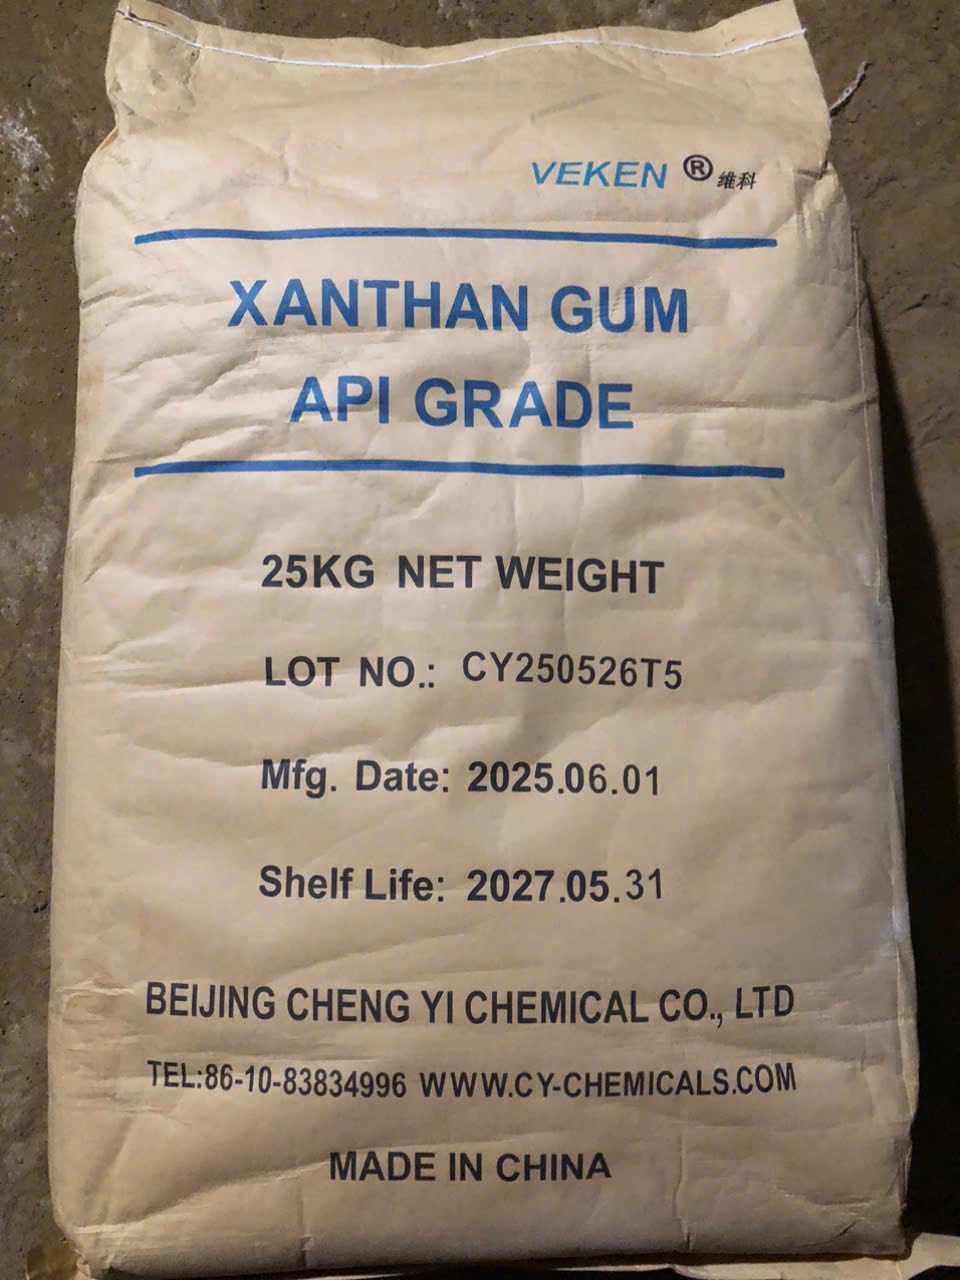 VEKEN ® 维科
XANTHAN GUM
API GRADE
25KG NET WEIGHT
LOT NO.: CY250526T5
Mfg. Date: 2025.06.01
Shelf Life: 2027.05.31
BEIJING CHENG YI CHEMICAL CO., LTD
TEL:86-10-83834996 WWW.CY-CHEMICALS.COM
MADE IN CHINA